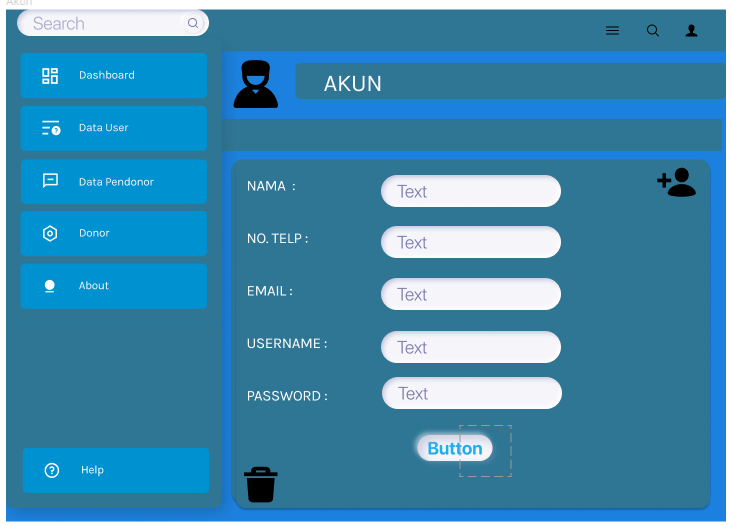 Akun
Search
Dashboard
Data User
Data Pendonor
Donor
About
Help
AKUN
NAMA :
Text
NO. TELP :
Text
EMAIL :
Text
USERNAME :
Text
PASSWORD :
Text
Button